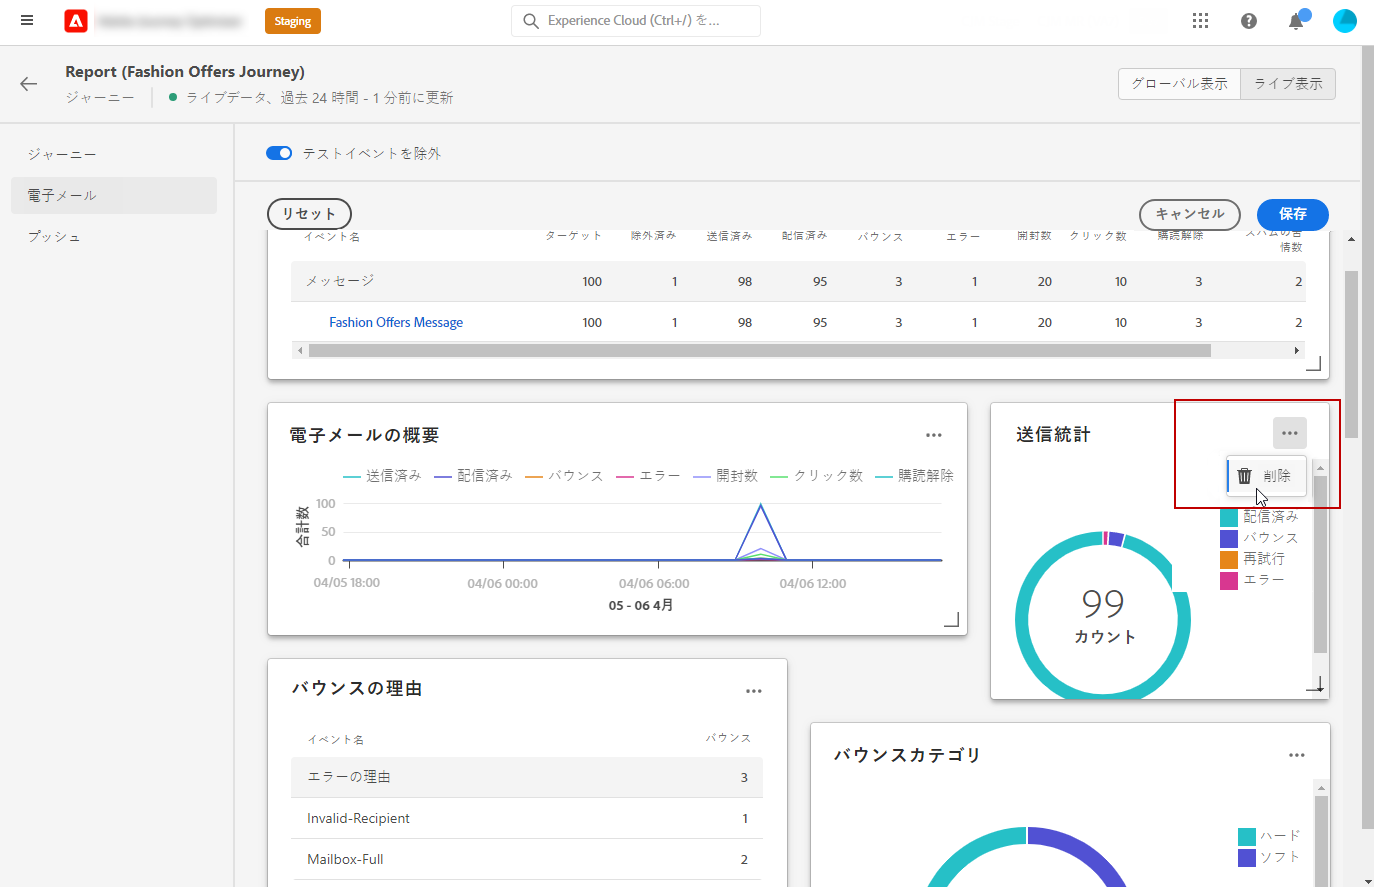 Staging
Experience Cloud (Ctrl+/) を...
Report (Fashion Offers Journey)
ジャーニー
ライブデータ、過去 24 時間 - 1 分前に更新
グローバル表示
ライブ表示
ジャーニー
電子メール
プッシュ
テストイベントを除外
リセット
キャンセル
保存
イベント名 ターゲット 除外済み 送信済み 配信済み バウンス エラー 開封数 クリック数 購読解除 スパムの苦
情数
メッセージ 100 1 98 95 3 1 20 10 3 2
Fashion Offers Message 100 1 98 95 3 1 20 10 3 2
電子メールの概要
送信済み 配信済み バウンス エラー 開封数 クリック数 購読解除
合計数
100
50
0
04/05 18:00 04/06 00:00 04/06 06:00 04/06 12:00
05 - 06 4月
送信統計
削除
配信済み
バウンス
再試行
エラー
99
カウント
バウンスの理由
イベント名 バウンス
エラーの理由 3
Invalid-Recipient 1
Mailbox-Full 2
バウンスカテゴリ
ハード
ソフト